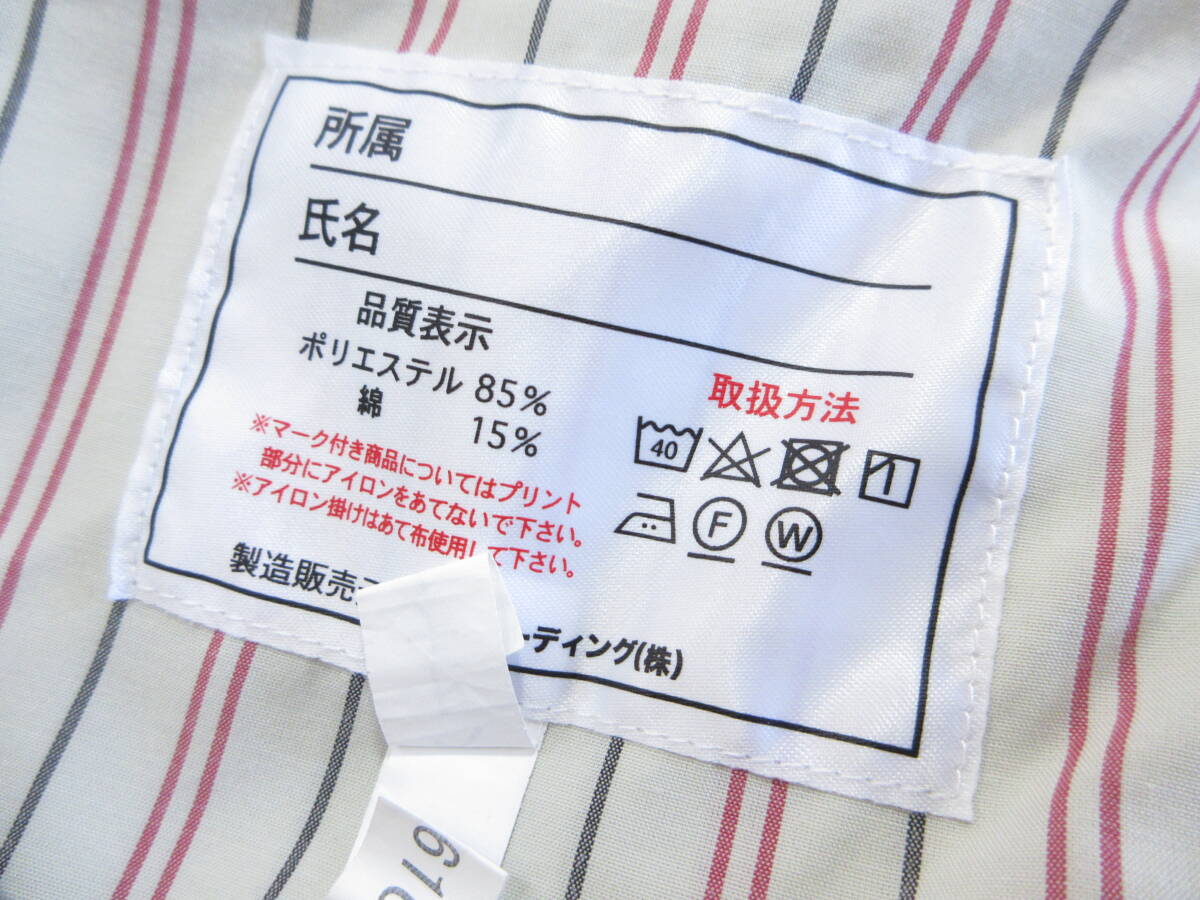 所属
氏名
品質表示
ポリエステル 85%
綿 15%
※マーク付き商品についてはプリント
部分にアイロンをあてないで下さい。
※アイロン掛けはあて布使用して下さい。
取扱方法
40
F W
製造販売
ーディング(株)
610